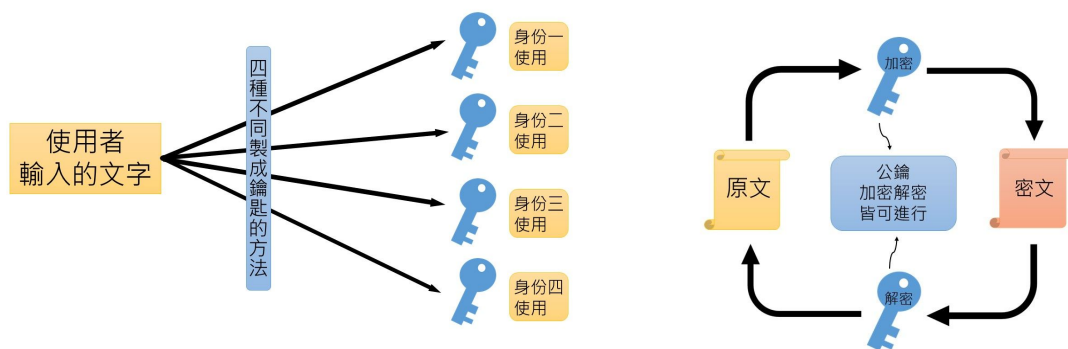 使用者
輸入的文字
四種不同製成鑰匙的方法
身份一
使用
身份二
使用
身份三
使用
身份四
使用
加密
原文
公鑰
加密解密
皆可進行
密文
解密